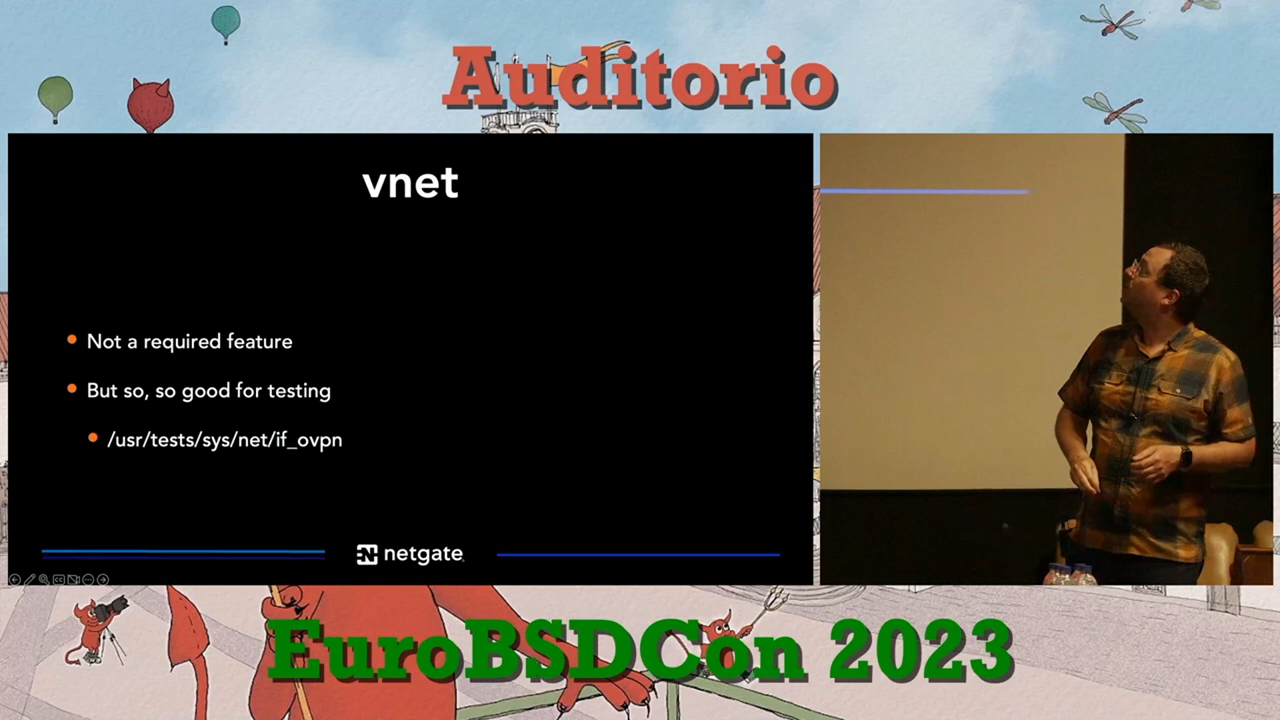 Auditorio
vnet
Not a required feature
But so, so good for testing
/usr/tests/sys/net/if_ovpn
netgate
EuroBSDCon 2023